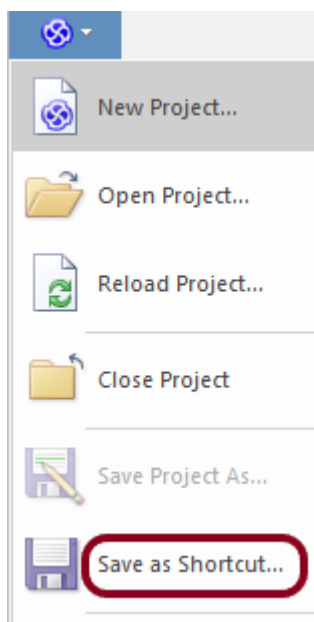 New Project...
Open Project...
Reload Project...
Close Project
Save Project As...
Save as Shortcut...